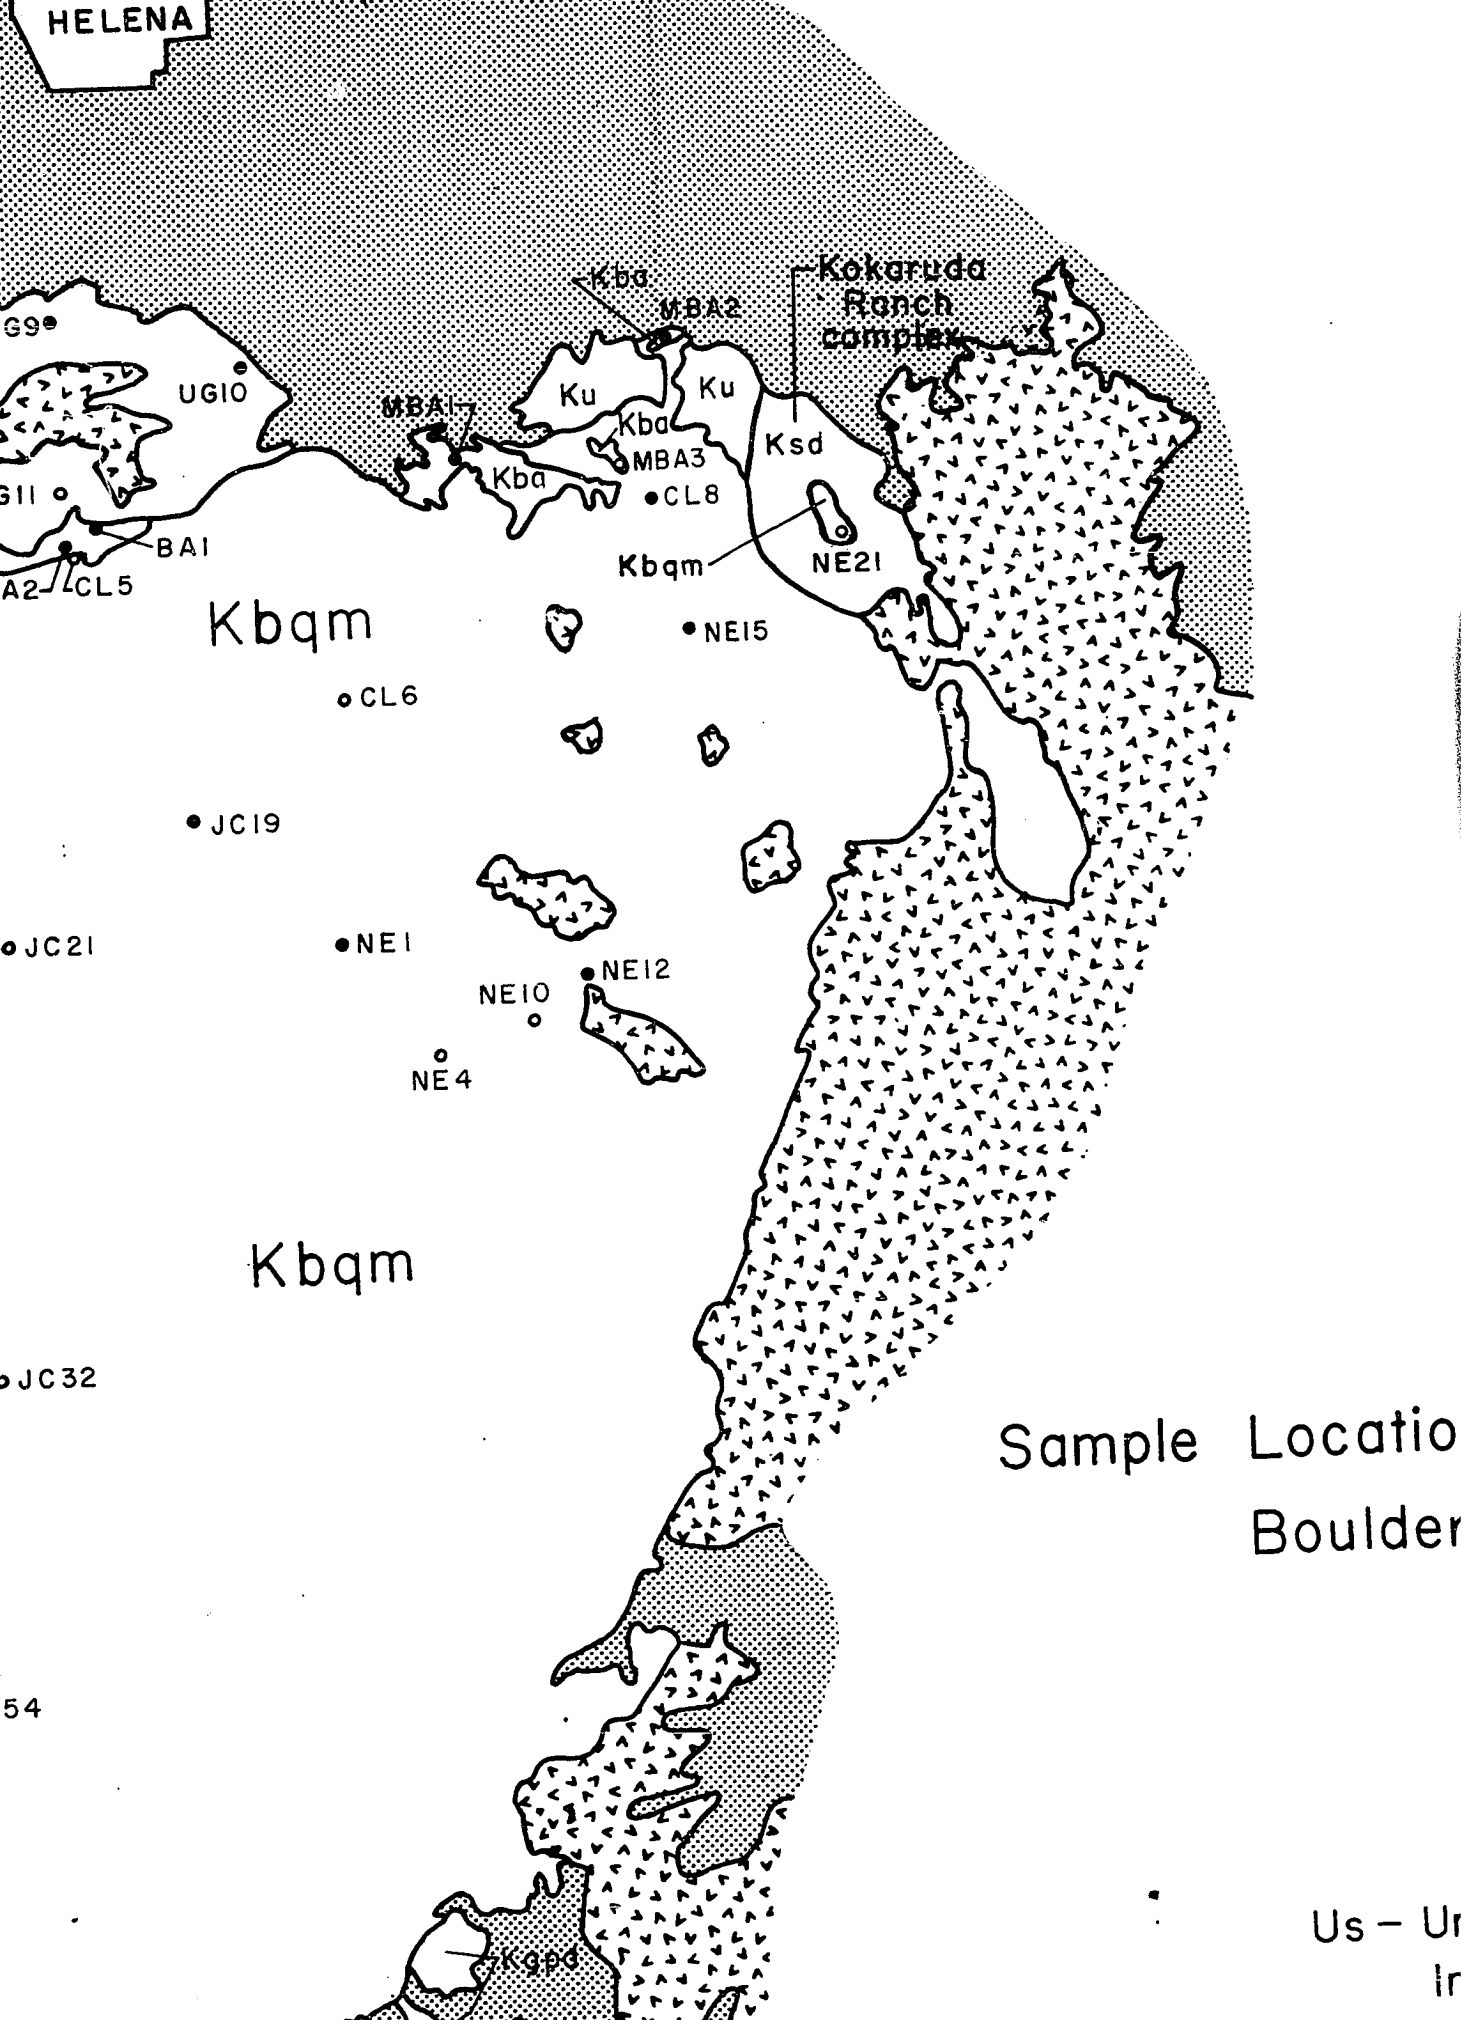 HELENA
Kba
Kokaruda
Ranch
complex
MBA2
G9
UG10
Ku
Ku
MBA1
Kba
Ksd
MBA3
Kba
CL8
G11
BA1
Kbqm
NE21
A2
CL5
Kbqm
NE15
CL6
JC19
JC21
NE1
NE12
NE10
NE4
Kbqm
JC32
Sample Locatio
Boulder
54
Us – Ur
Ir
Kgpd